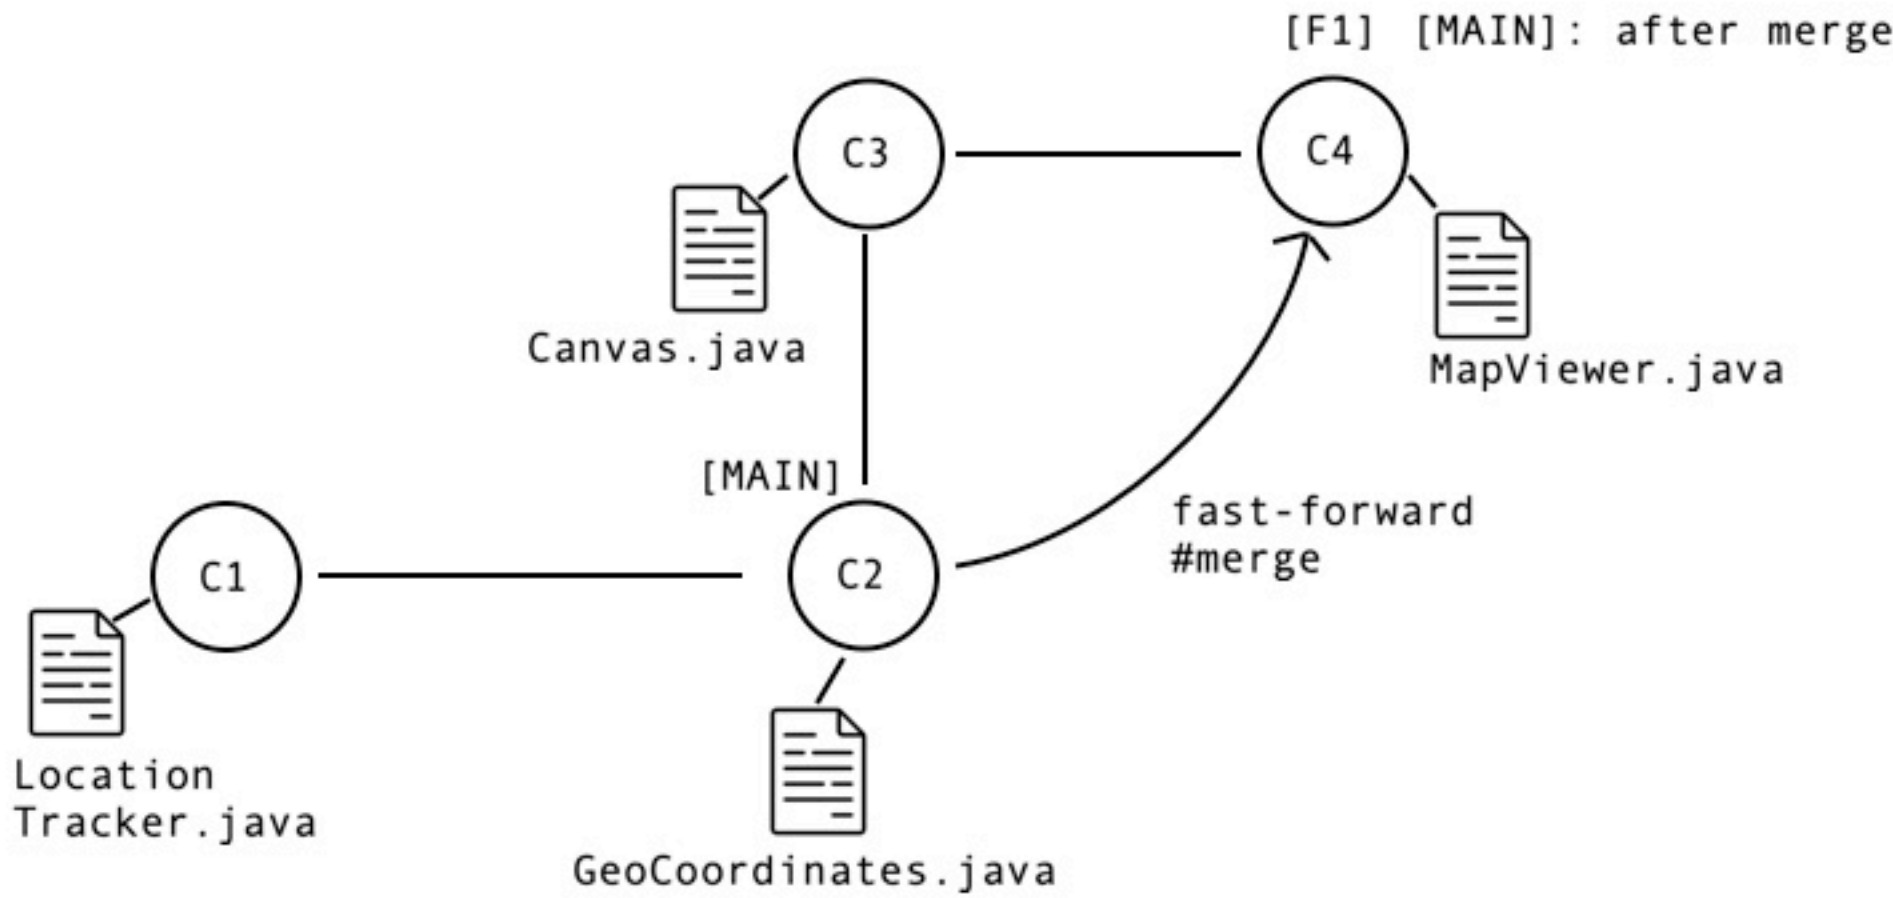 [F1] [MAIN]: after merge
C3
C4
Canvas.java
MapViewer.java
[MAIN]
fast-forward
#merge
C1
C2
Location
Tracker.java
GeoCoordinates.java